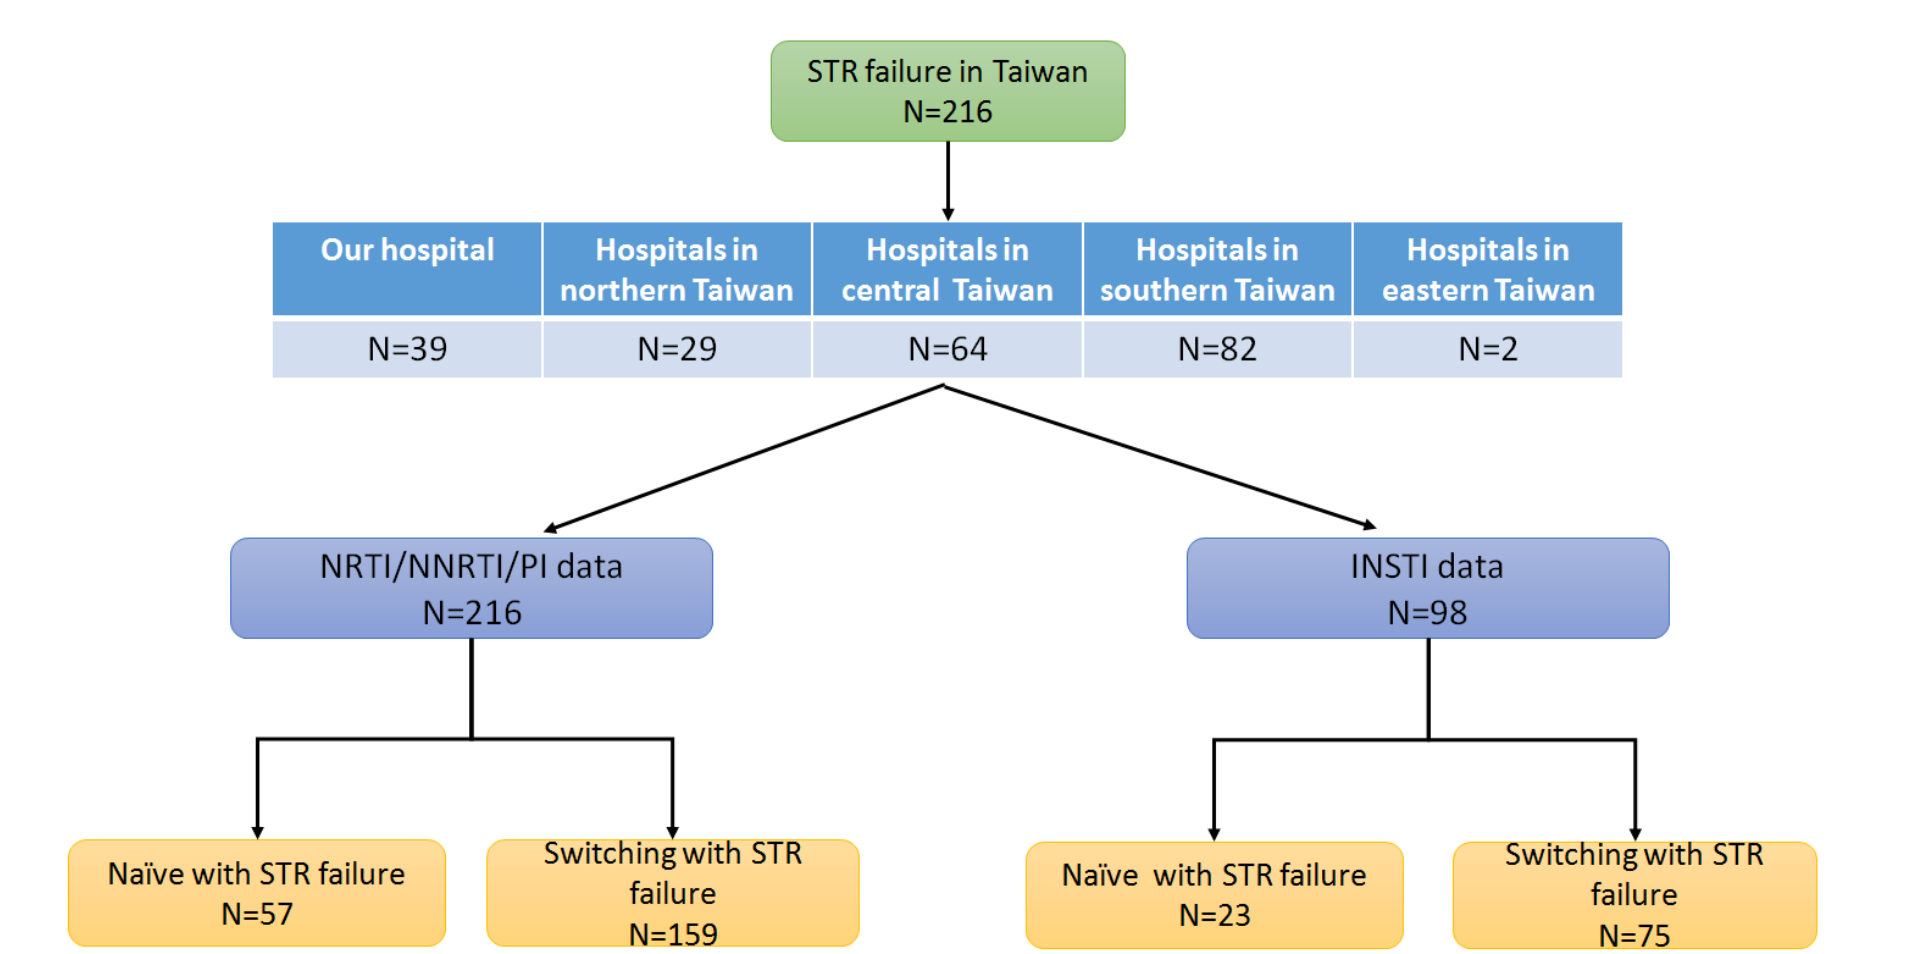 STR failure in Taiwan
N=216
Our hospital
Hospitals in
northern Taiwan
Hospitals in
central Taiwan
Hospitals in
southern Taiwan
Hospitals in
eastern Taiwan
N=39
N=29
N=64
N=82
N=2
NRTI/NNRTI/PI data
N=216
INSTI data
N=98
Naïve with STR failure
N=57
Switching with STR
failure
N=159
Naïve with STR failure
N=23
Switching with STR
failure
N=75